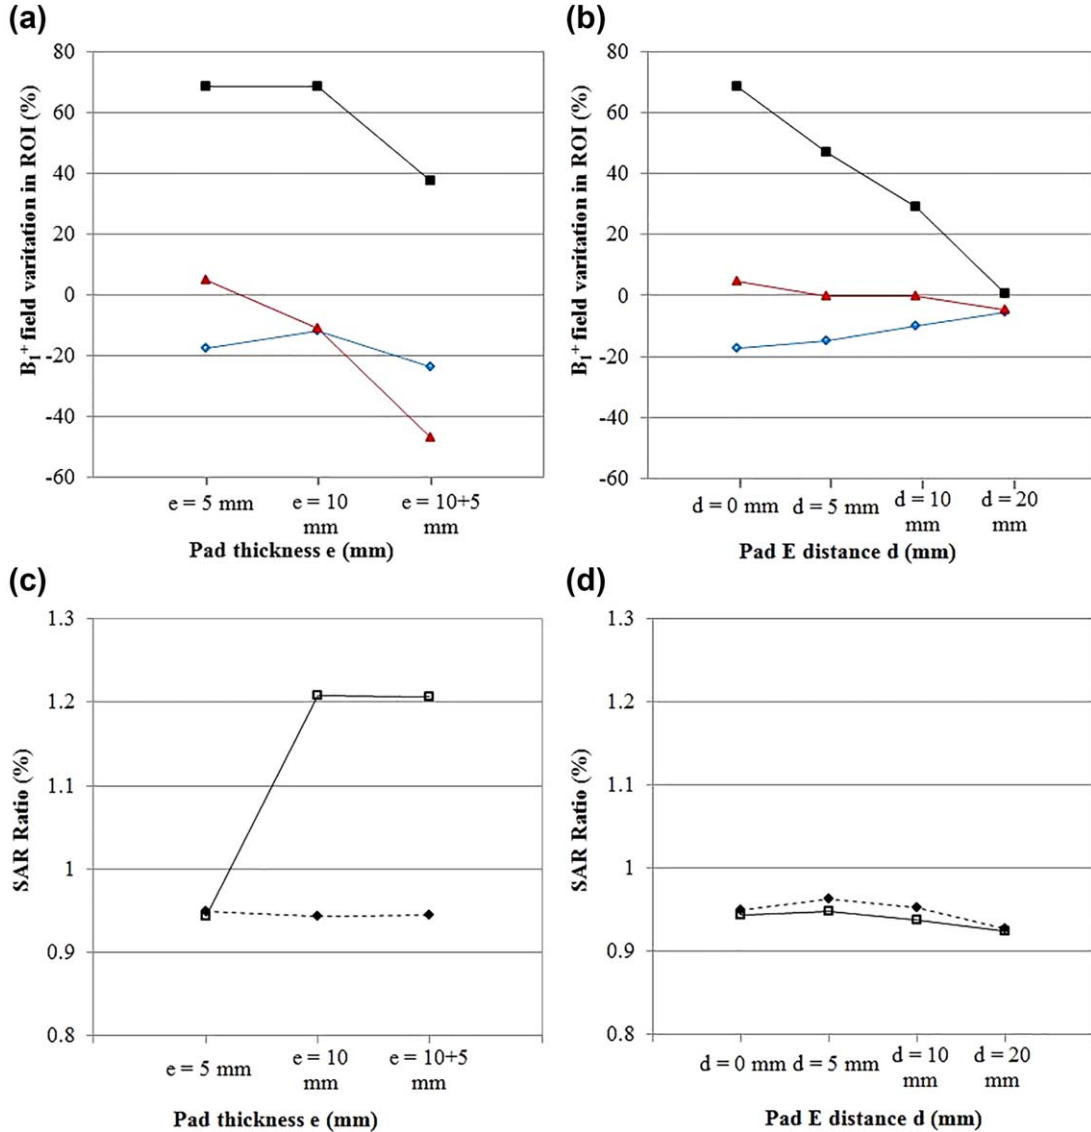 (a)
B₁⁺ field varitation in ROI (%)
80
60
40
20
0
-20
-40
-60
e = 5 mm
e = 10
mm
e = 10+5
mm
Pad thickness e (mm)
(b)
B₁⁺ field varitation in ROI (%)
80
60
40
20
0
-20
-40
-60
d = 0 mm
d = 5 mm
d = 10
mm
d = 20
mm
Pad E distance d (mm)
(c)
SAR Ratio (%)
1.3
1.2
1.1
1
0.9
0.8
e = 5 mm
e = 10
mm
e = 10+5
mm
Pad thickness e (mm)
(d)
SAR Ratio (%)
1.3
1.2
1.1
1
0.9
0.8
d = 0 mm
d = 5 mm
d = 10
mm
d = 20
mm
Pad E distance d (mm)